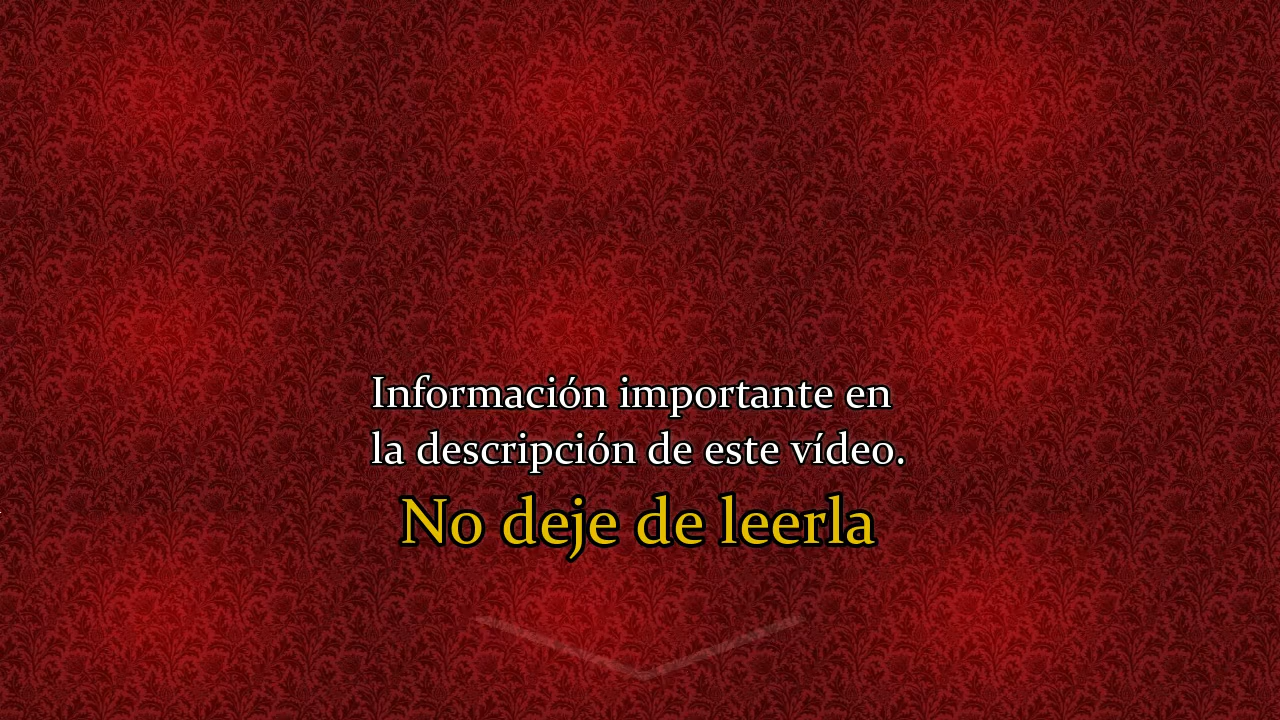 Información importante en
la descripción de este vídeo.
No deje de leerla